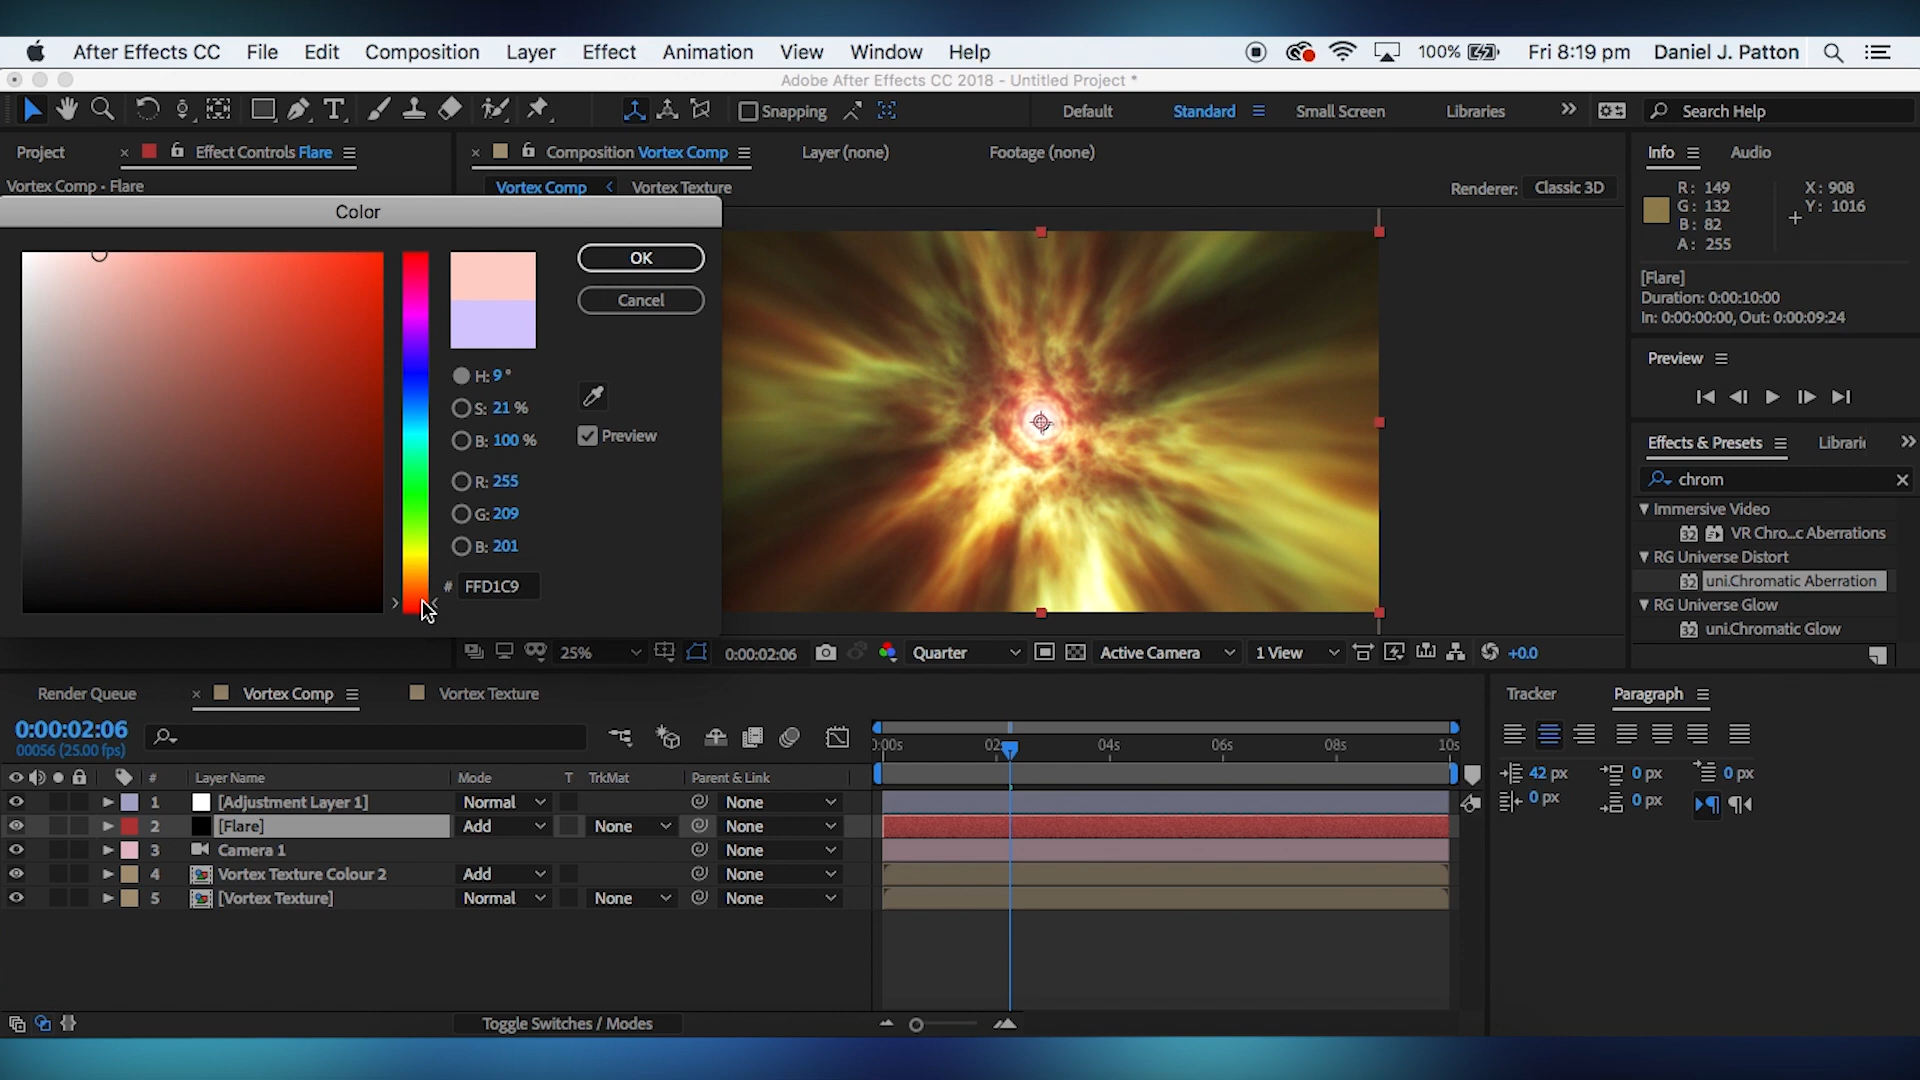 After Effects CC File Edit Composition Layer Effect Animation View Window Help 100% Fri 8:19 pm Daniel J. Patton
Adobe After Effects CC 2018 - Untitled Project *
Snapping Default Standard Small Screen Libraries Search Help
Project Effect Controls Flare Composition Vortex Comp Layer (none) Footage (none) Info Audio
Vortex Comp • Flare
Vortex Comp Vortex Texture Renderer: Classic 3D
R: 149 X: 908
G: 132 Y: 1016
B: 82
A: 255
[Flare]
Duration: 0:00:10:00
In: 0:00:00:00, Out: 0:00:09:24
Color
OK
Cancel
H: 9 °
S: 21 %
B: 100 %
Preview
R: 255
G: 209
B: 201
# FFD1C9
Preview
Effects & Presets Librari
chrom
Immersive Video
32 VR Chro...c Aberrations
RG Universe Distort
32 uni.Chromatic Aberration
RG Universe Glow
32 uni.Chromatic Glow
25% 0:00:02:06 Quarter Active Camera 1 View +0.0
Render Queue Vortex Comp Vortex Texture
0:00:02:06
00056 (25.00 fps)
0:00s 02s 04s 06s 08s 10s
# Layer Name Mode T TrkMat Parent & Link
1 [Adjustment Layer 1] Normal None
2 [Flare] Add None None
3 Camera 1 None
4 Vortex Texture Colour 2 Add None
5 [Vortex Texture] Normal None None
Toggle Switches / Modes
Tracker Paragraph
42 px 0 px 0 px
0 px 0 px